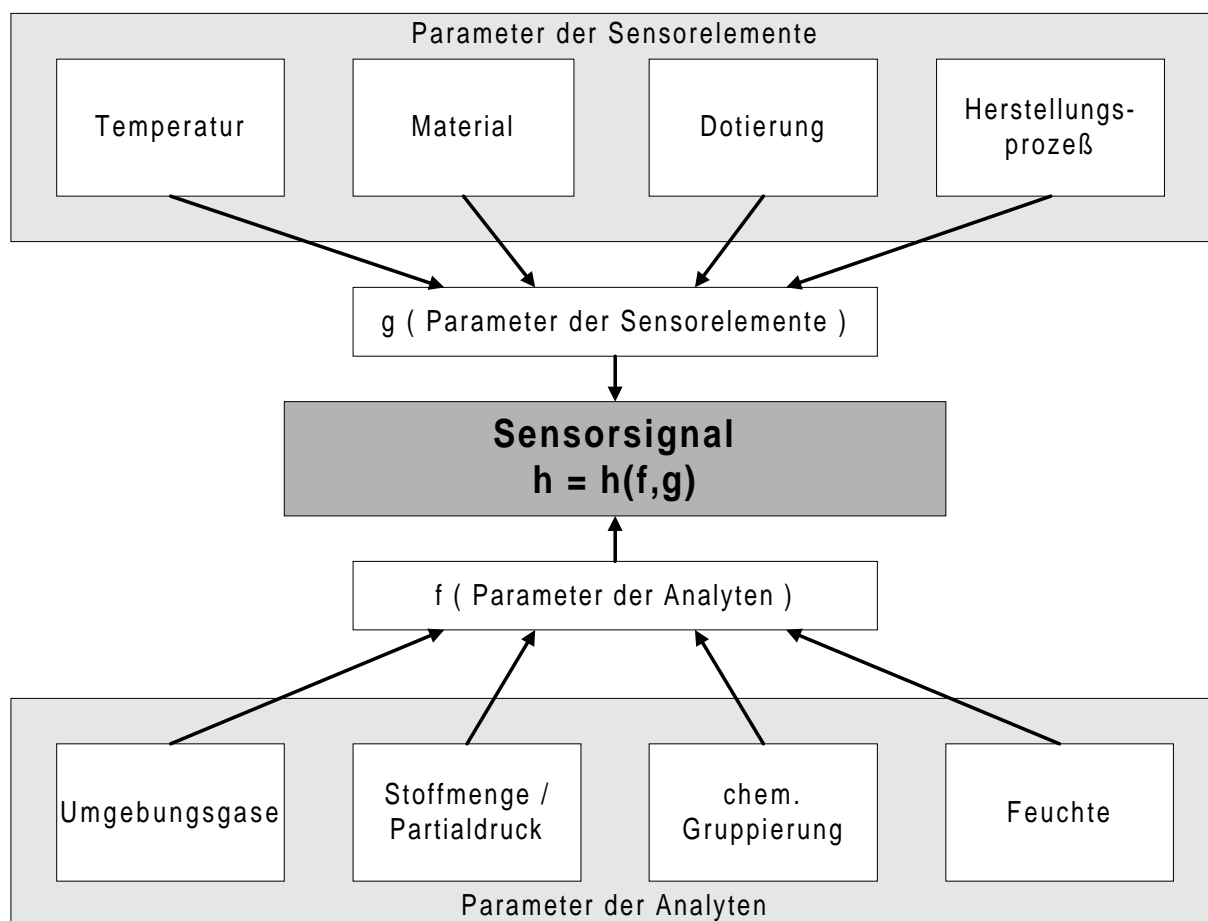 Parameter der Sensorelemente
Temperatur
Material
Dotierung
Herstellungs-
prozeß
g ( Parameter der Sensorelemente )
Sensorsignal
h = h(f,g)
f ( Parameter der Analyten )
Umgebungsgase
Stoffmenge /
Partialdruck
chem.
Gruppierung
Feuchte
Parameter der Analyten